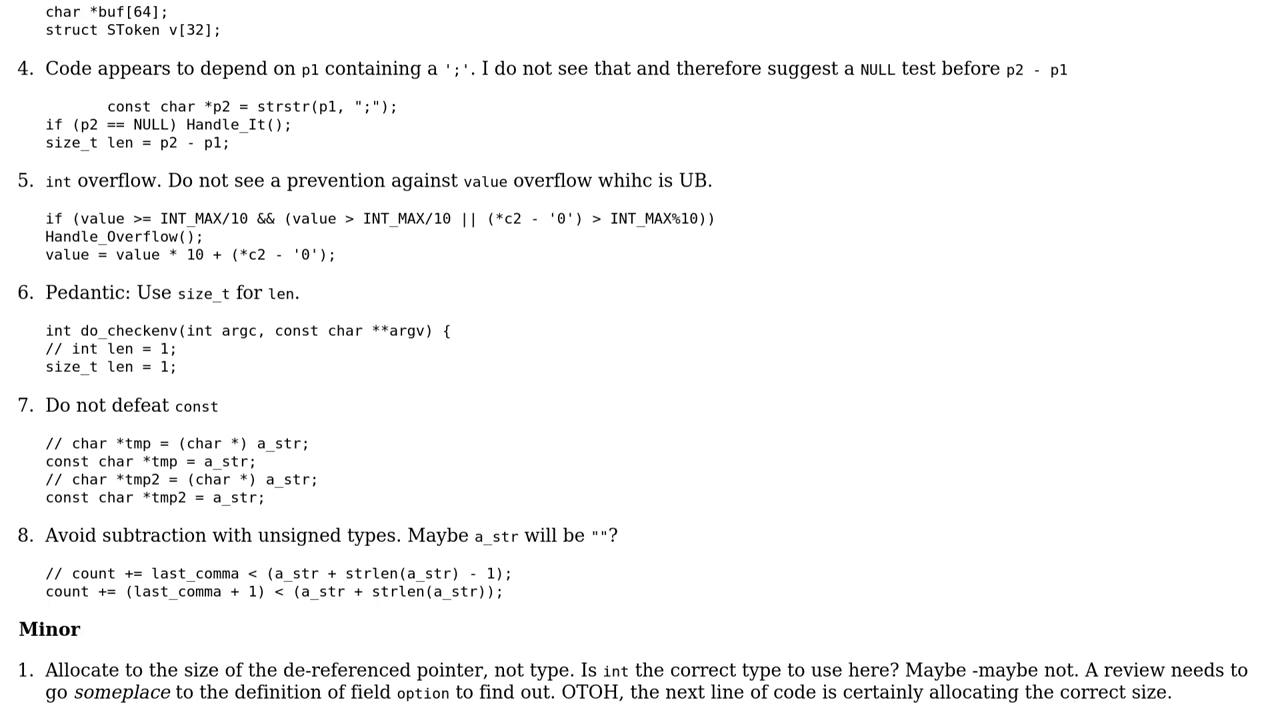 char *buf[64];
struct SToken v[32];
4. Code appears to depend on p1 containing a ';'. I do not see that and therefore suggest a NULL test before p2 - p1
const char *p2 = strstr(p1, ";");
if (p2 == NULL) Handle_It();
size_t len = p2 - p1;
5. int overflow. Do not see a prevention against value overflow whihc is UB.
if (value >= INT_MAX/10 && (value > INT_MAX/10 || (*c2 - '0') > INT_MAX%10))
Handle_Overflow();
value = value * 10 + (*c2 - '0');
6. Pedantic: Use size_t for len.
int do_checkenv(int argc, const char **argv) {
// int len = 1;
size_t len = 1;
7. Do not defeat const
// char *tmp = (char *) a_str;
const char *tmp = a_str;
// char *tmp2 = (char *) a_str;
const char *tmp2 = a_str;
8. Avoid subtraction with unsigned types. Maybe a_str will be ""?
// count += last_comma < (a_str + strlen(a_str) - 1);
count += (last_comma + 1) < (a_str + strlen(a_str));
Minor
1. Allocate to the size of the de-referenced pointer, not type. Is int the correct type to use here? Maybe -maybe not. A review needs to
go someplace to the definition of field option to find out. OTOH, the next line of code is certainly allocating the correct size.